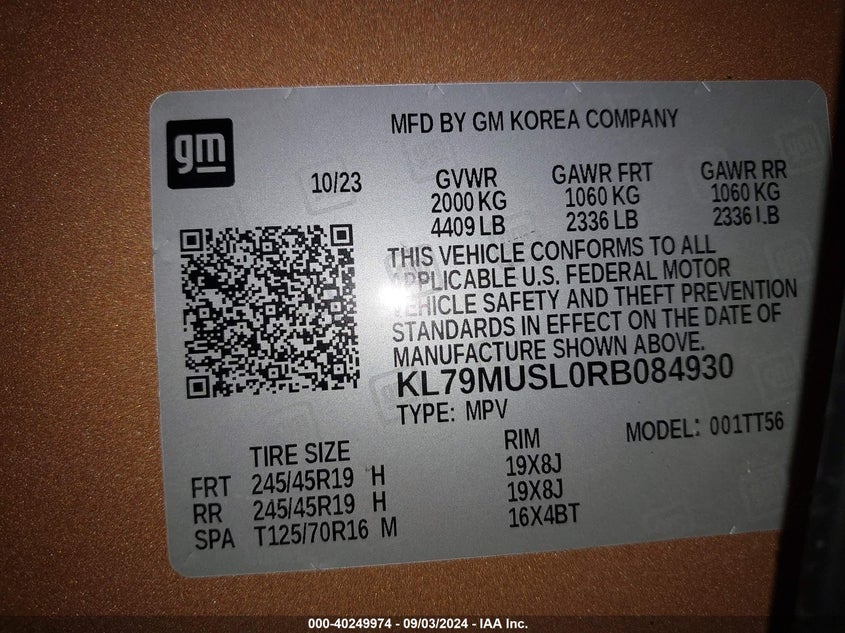 gm
MFD BY GM KOREA COMPANY
10/23
GVWR GAWR FRT GAWR RR
2000 KG 1060 KG 1060 KG
4409 LB 2336 LB 2336 LB
THIS VEHICLE CONFORMS TO ALL
APPLICABLE U.S. FEDERAL MOTOR
VEHICLE SAFETY AND THEFT PREVENTION
STANDARDS IN EFFECT ON THE DATE OF
MANUFACTURE SHOWN ABOVE.
KL79MUSL0RB084930
TYPE: MPV MODEL: 001TT56
TIRE SIZE RIM
FRT 245/45R19 H 19X8J
RR 245/45R19 H 19X8J
SPA T125/70R16 M 16X4BT
000-40249974 - 09/03/2024 - IAA Inc.